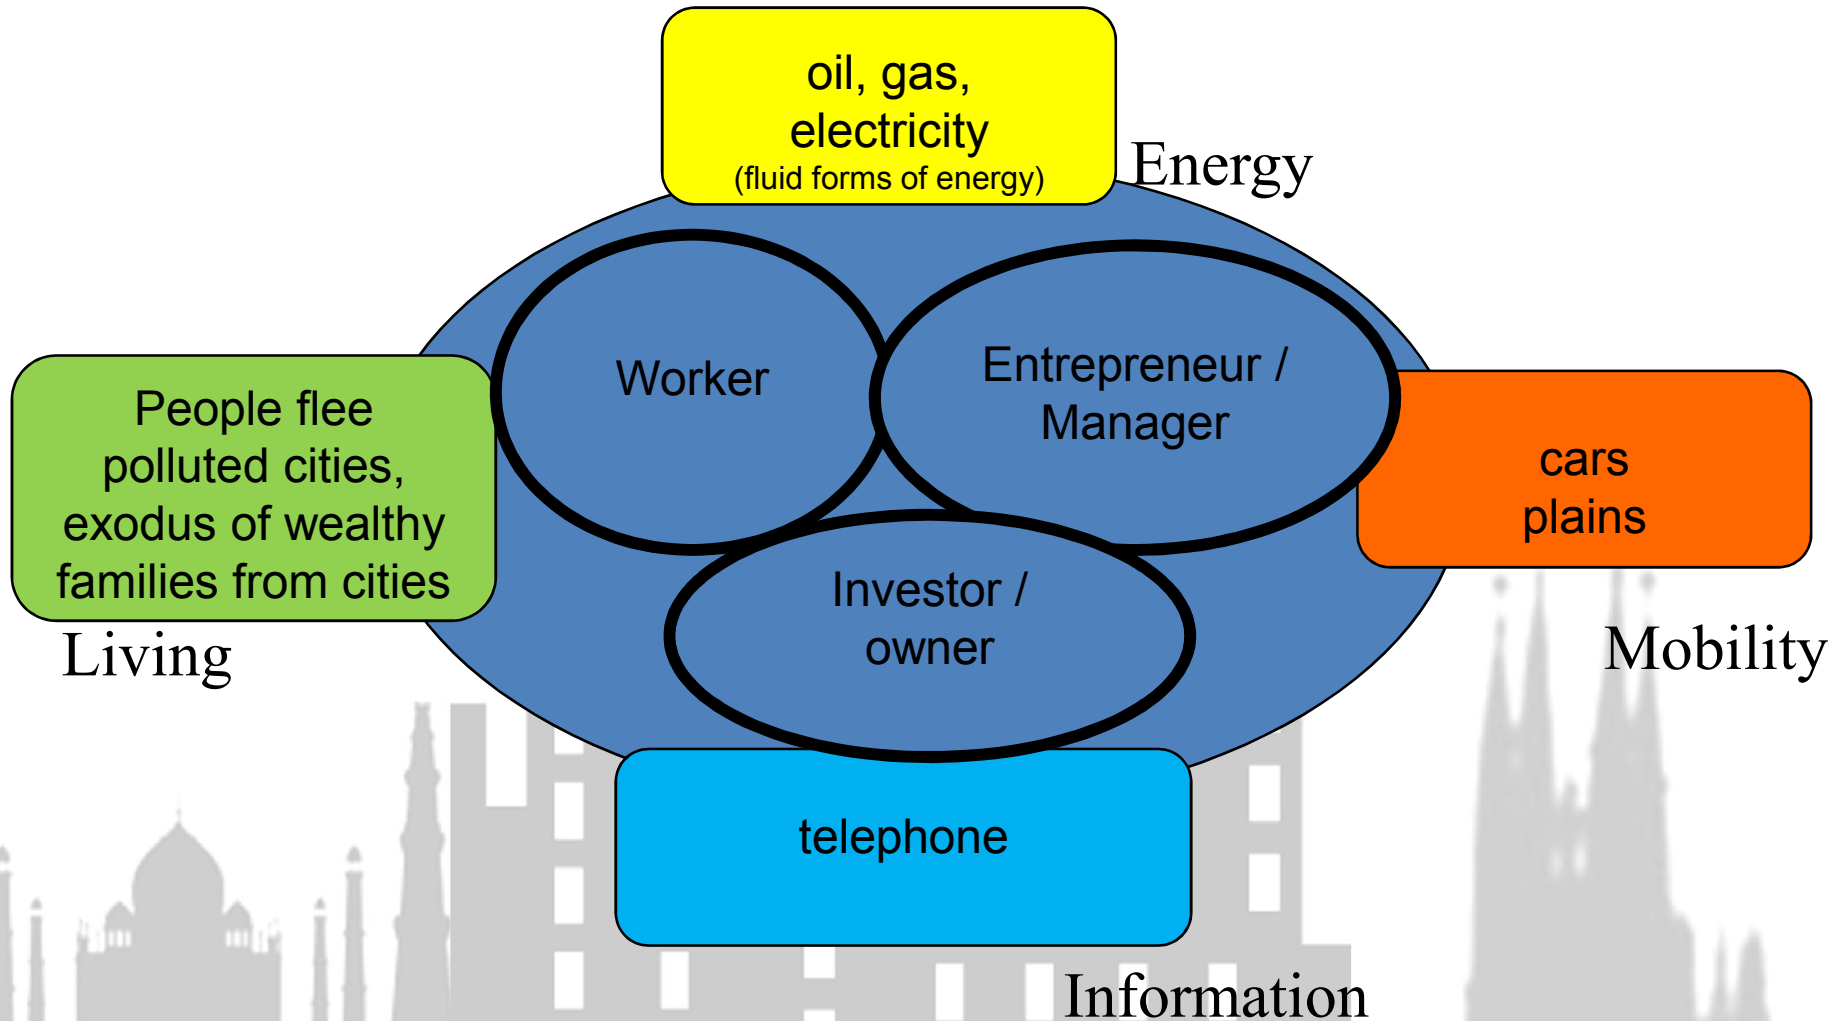 oil, gas,
electricity
(fluid forms of energy)
Energy
Worker
Entrepreneur /
Manager
People flee
polluted cities,
exodus of wealthy
families from cities
Living
cars
plains
Mobility
Investor /
owner
telephone
Information